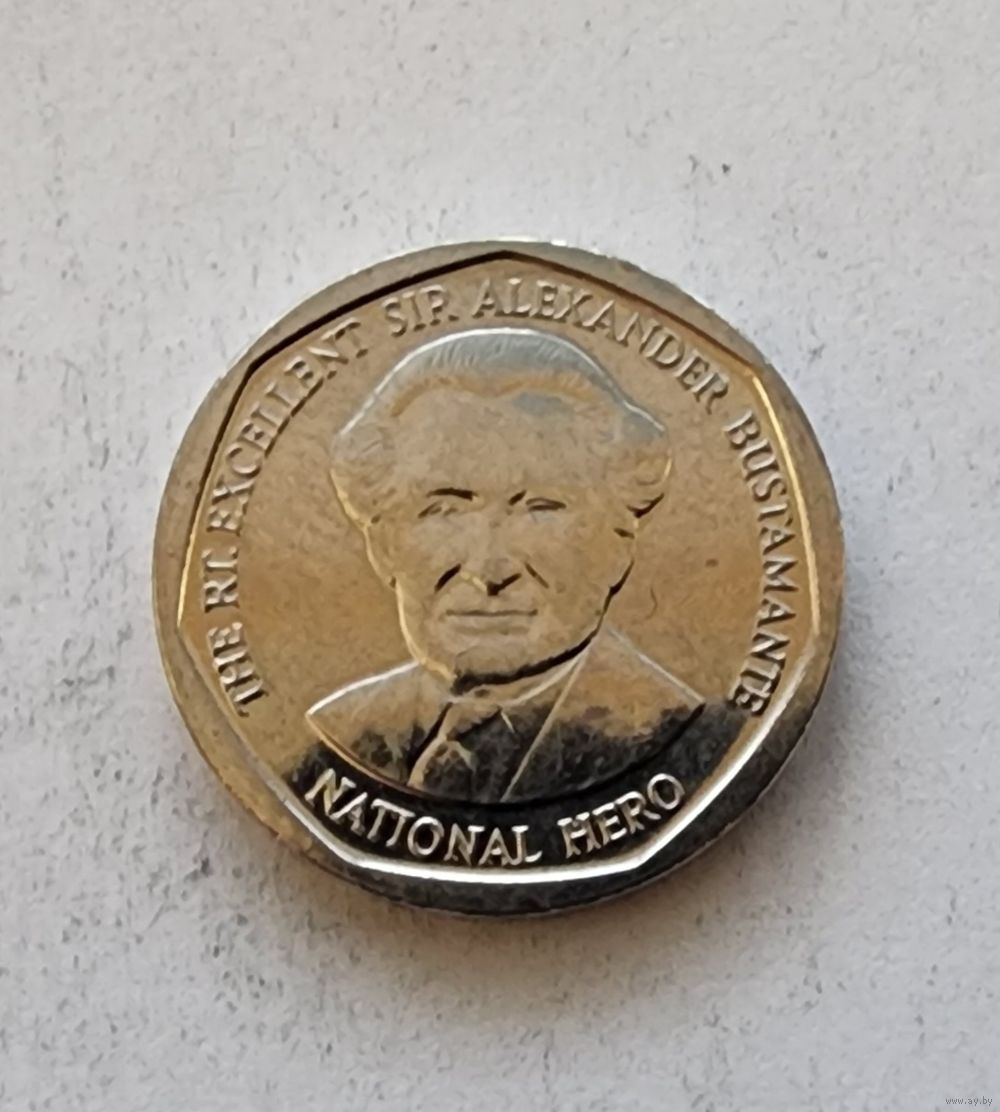 THE RT. EXCELLENT SIR ALEXANDER BUSTAMANTE
NATIONAL HERO
www.ay.by